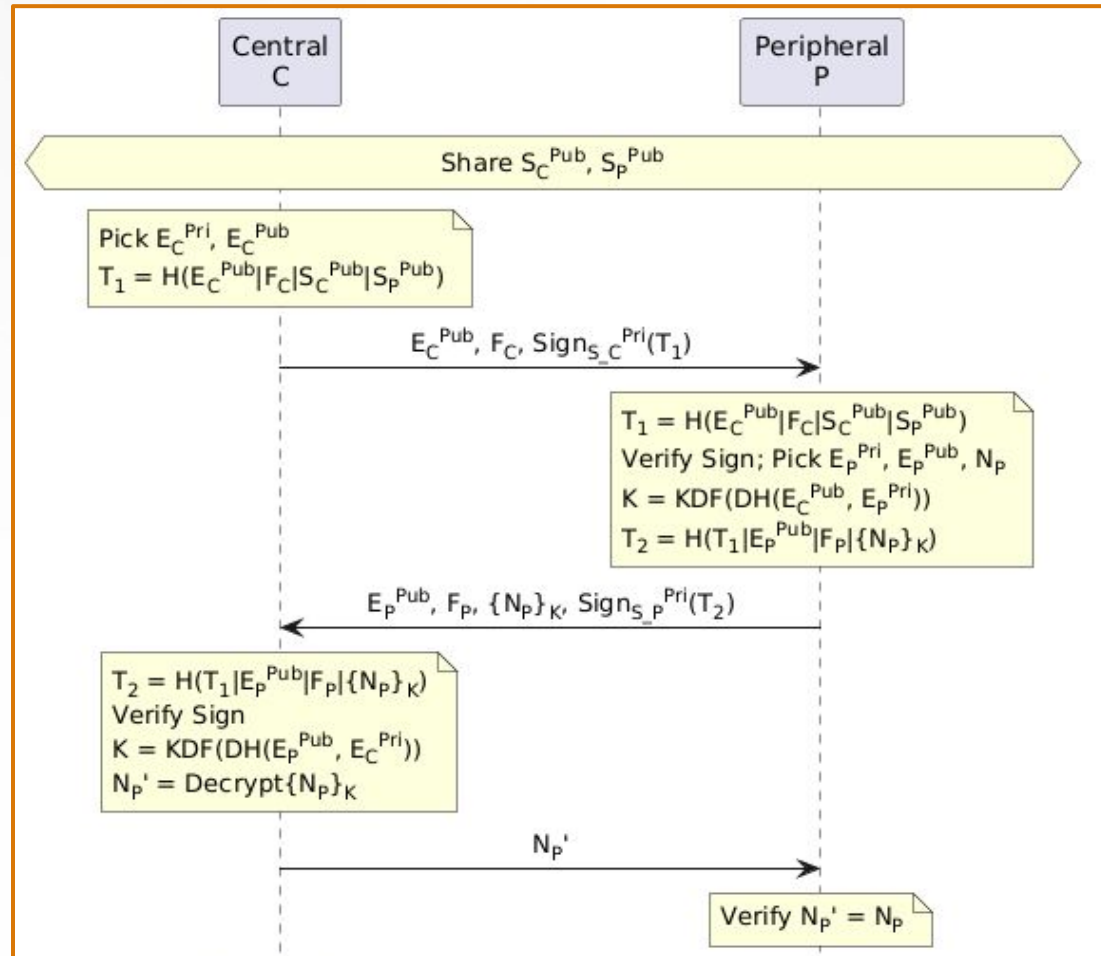 Central
C
Peripheral
P
Share S_C^Pub, S_P^Pub
Pick E_C^Pri, E_C^Pub
T_1 = H(E_C^Pub|F_C|S_C^Pub|S_P^Pub)
E_C^Pub, F_C, Sign_S_C^Pri(T_1)
T_1 = H(E_C^Pub|F_C|S_C^Pub|S_P^Pub)
Verify Sign; Pick E_P^Pri, E_P^Pub, N_P
K = KDF(DH(E_C^Pub, E_P^Pri))
T_2 = H(T_1|E_P^Pub|F_P|{N_P}_K)
E_P^Pub, F_P, {N_P}_K, Sign_S_P^Pri(T_2)
T_2 = H(T_1|E_P^Pub|F_P|{N_P}_K)
Verify Sign
K = KDF(DH(E_P^Pub, E_C^Pri))
N_P' = Decrypt{N_P}_K
N_P'
Verify N_P' = N_P